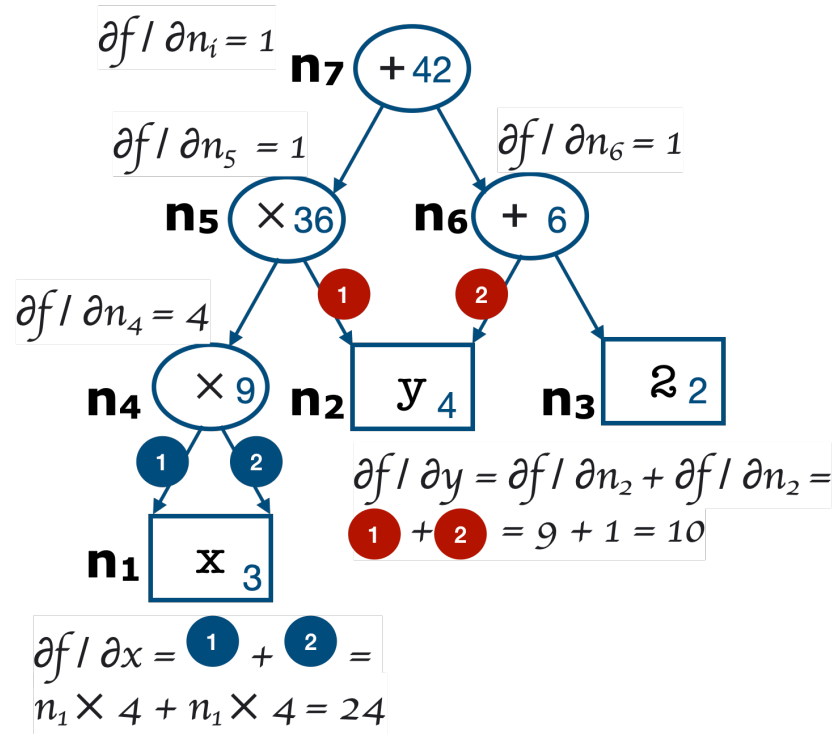 ∂f / ∂nᵢ = 1
n₇ + 42
∂f / ∂n₅ = 1
∂f / ∂n₆ = 1
n₅ × 36
n₆ + 6
1
2
∂f / ∂n₄ = 4
n₄ × 9
n₂ y 4
n₃ 2 2
1 2
∂f / ∂y = ∂f / ∂n₂ + ∂f / ∂n₂ =
1 + 2 = 9 + 1 = 10
n₁ x 3
∂f / ∂x = 1 + 2 =
n₁ × 4 + n₁ × 4 = 24